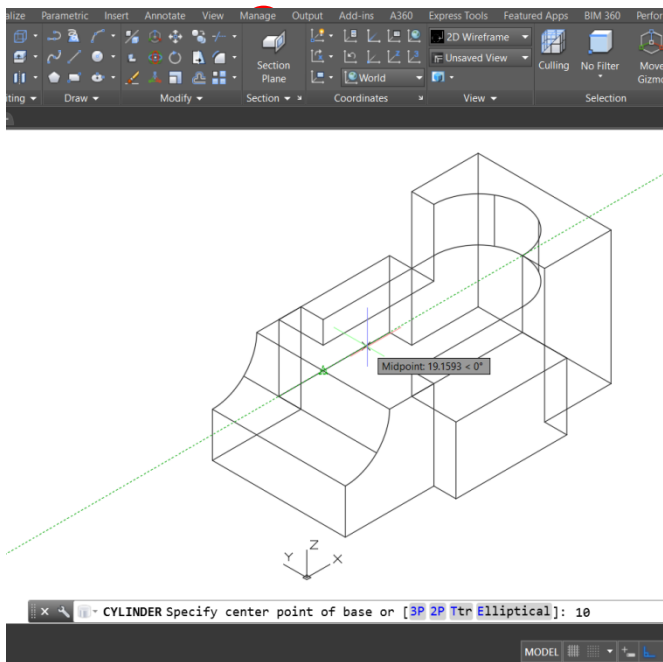 alize Parametric Insert Annotate View Manage Output Add-ins A360 Express Tools Featured Apps BIM 360 Perfor
2D Wireframe
Unsaved View
World
Section
Plane
Culling
No Filter
Move
Gizmo
ting Draw Modify Section Coordinates View Selection
Midpoint: 19.1593 < 0°
Z
Y
X
CYLINDER Specify center point of base or [3P 2P Ttr Elliptical]: 10
MODEL